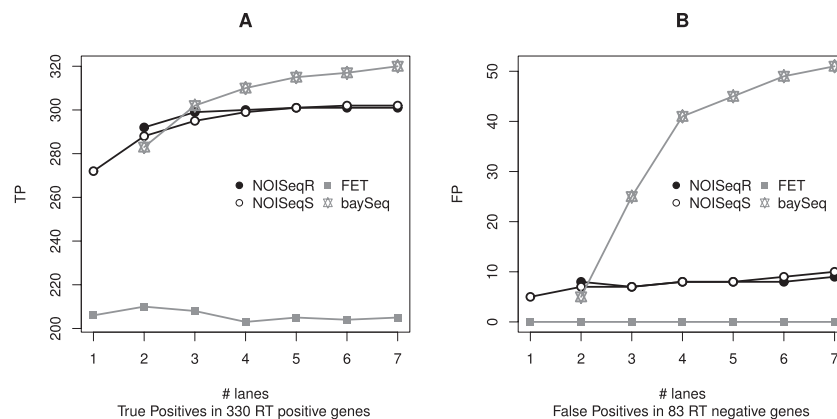 A
TP
320
300
280
260
240
220
200
NOISeqR
FET
NOISeqS
baySeq
1 2 3 4 5 6 7
# lanes
True Positives in 330 RT positive genes
B
FP
50
40
30
20
10
0
NOISeqR
FET
NOISeqS
baySeq
1 2 3 4 5 6 7
# lanes
False Positives in 83 RT negative genes